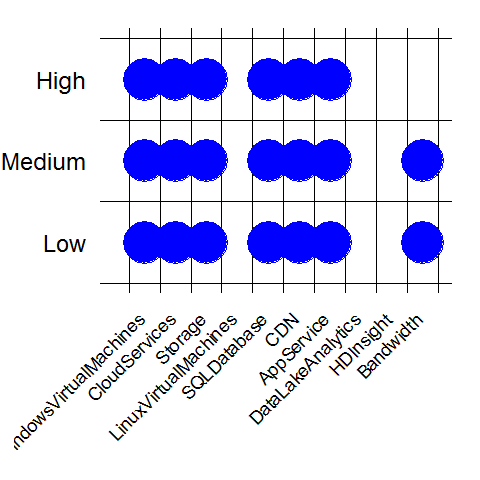 High
Medium
Low
ndowsVirtualMachines
CloudServices
Storage
LinuxVirtualMachines
SQLDatabase
CDN
AppService
DataLakeAnalytics
HDInsight
Bandwidth